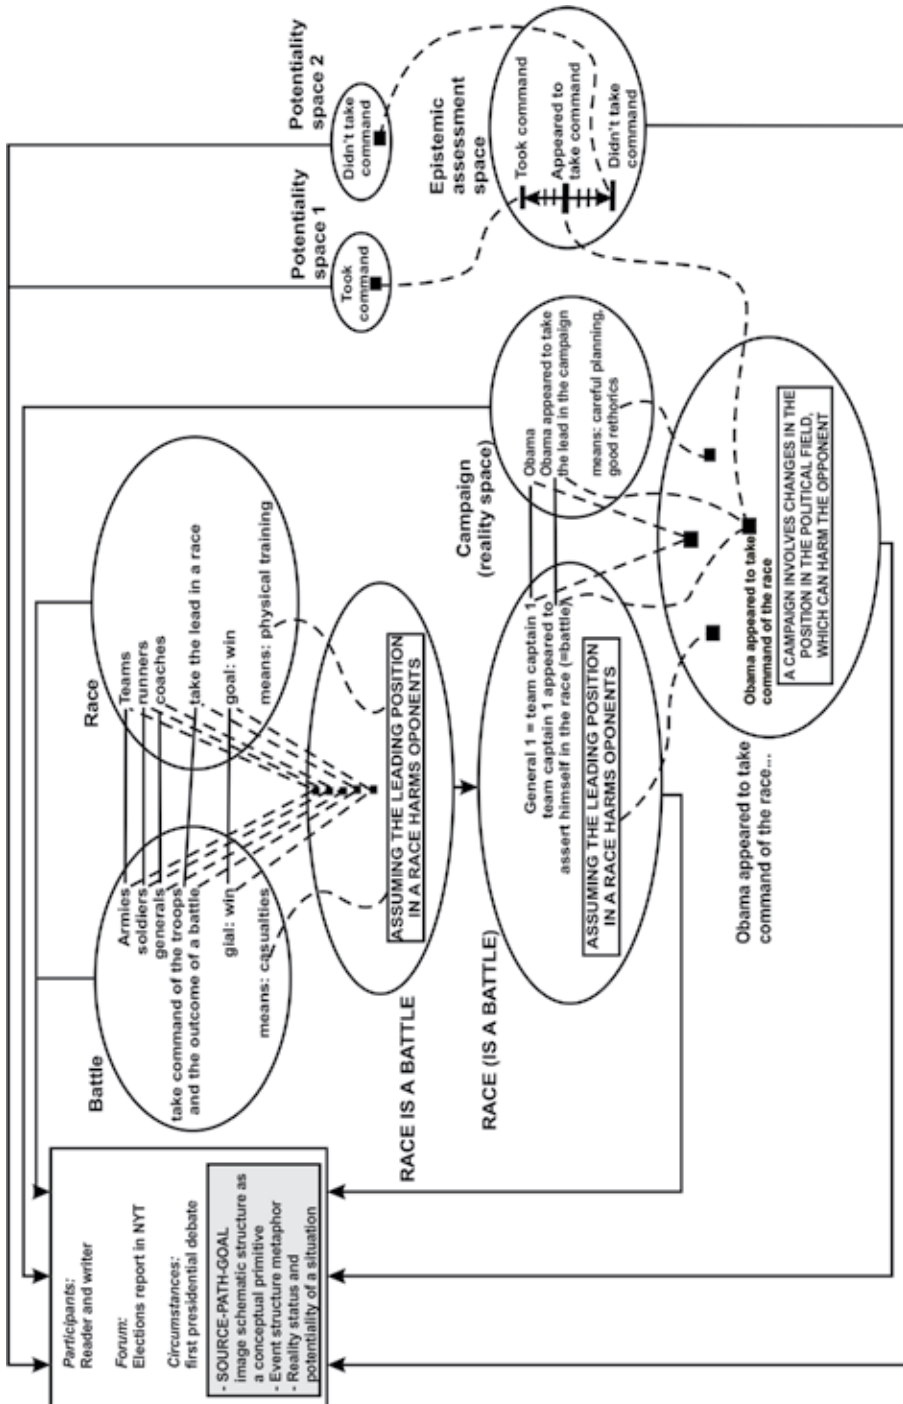 Participants:
Reader and writer
Forum:
Elections report in NYT
Circumstances:
first presidential debate
- SOURCE-PATH-GOAL
image schematic structure as
a conceptual primitive
- Event structure metaphor
- Reality status and
potentiality of a situation
Battle
Armies
soldiers
generals
take command of the troops
and the outcome of a battle
gial: win
means: casualties
Race
Teams
runners
coaches
take the lead in a race
goal: win
means: physical training
RACE IS A BATTLE
ASSUMING THE LEADING POSITION
IN A RACE HARMS OPONENTS
RACE (IS A BATTLE)
General 1 = team captain 1
team captain 1 appeared to
assert himself in the race (=battle)
ASSUMING THE LEADING POSITION
IN A RACE HARMS OPONENTS
Campaign
(reality space)
Obama
Obama appeared to take
the lead in the campaign
means: careful planning,
good rethorics
Obama appeared to take
command of the race...
Obama appeared to take
command of the race
A CAMPAIGN INVOLVES CHANGES IN THE
POSITION IN THE POLITICAL FIELD,
WHICH CAN HARM THE OPPONENT
Potentiality
space 1
Took
command
Potentiality
space 2
Didn't take
command
Epistemic
assessment
space
Took command
Appeared to
take command
Didn't take
command